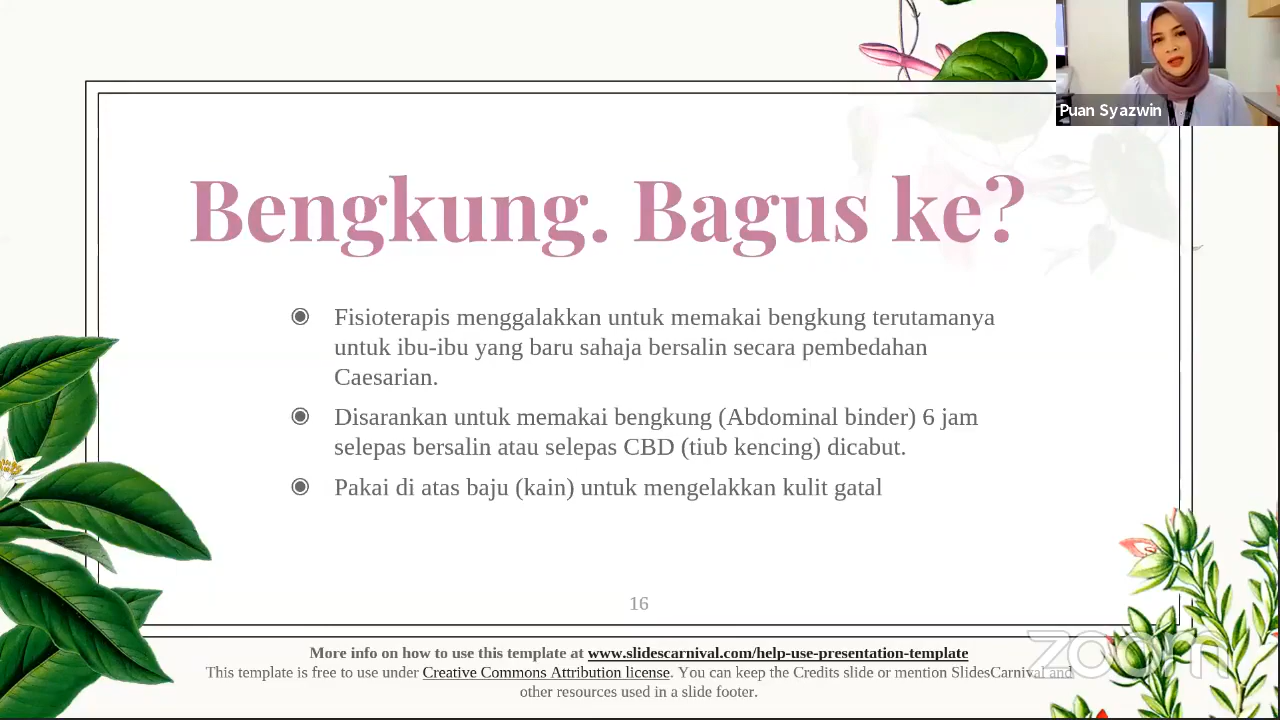 Puan Syazwin
Bengkung. Bagus ke?
Fisioterapis menggalakkan untuk memakai bengkung terutamanya
untuk ibu-ibu yang baru sahaja bersalin secara pembedahan
Caesarian.
Disarankan untuk memakai bengkung (Abdominal binder) 6 jam
selepas bersalin atau selepas CBD (tiub kencing) dicabut.
Pakai di atas baju (kain) untuk mengelakkan kulit gatal
16
More info on how to use this template at www.slidescarnival.com/help-use-presentation-template
This template is free to use under Creative Commons Attribution license. You can keep the Credits slide or mention SlidesCarnival and
other resources used in a slide footer.
zoom